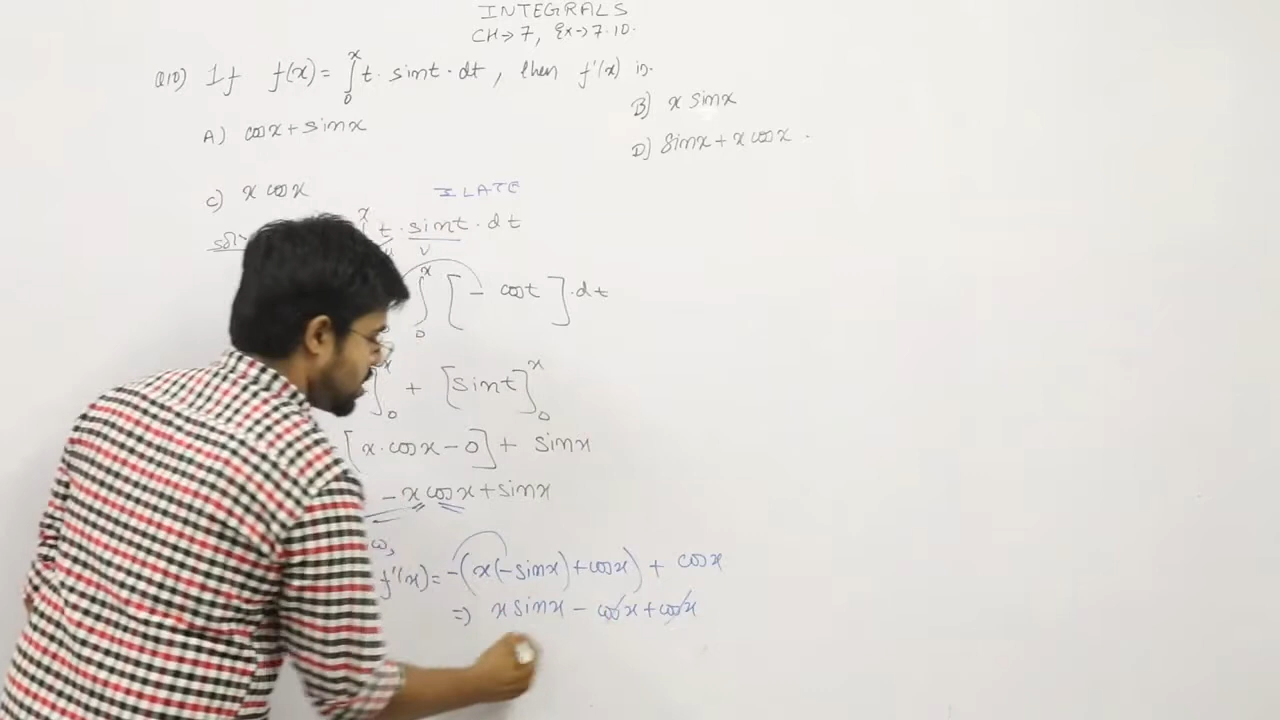 INTEGRALS
CH→7, Ex→7.10.
Q10) If f(x) = ∫₀ˣ t. sint. dt, then f'(x) is.
A) cosx + sinx
B) x sinx
C) x cosx
D) Sinx + x cosx.
ILATE
x t. sint. dt
v
∫₀ˣ [- cost].dt
]₀ˣ + [sint]₀ˣ
-[x.cosx - 0] + sinx
- x cosx + sinx
f'(x) = -(x(-sinx) + cosx) + cosx
⇒ x sinx - cosx + cosx